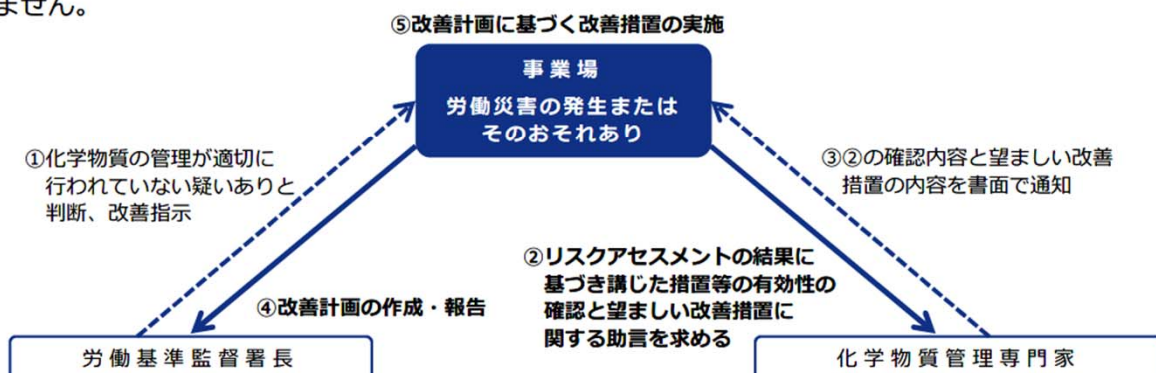 ません。
⑤改善計画に基づく改善措置の実施
事業場
労働災害の発生または
そのおそれあり
①化学物質の管理が適切に
行われていない疑いありと
判断、改善指示
③②の確認内容と望ましい改善
措置の内容を書面で通知
②リスクアセスメントの結果に
基づき講じた措置等の有効性の
確認と望ましい改善措置に
関する助言を求める
④改善計画の作成・報告
労働基準監督署長
化学物質管理専門家